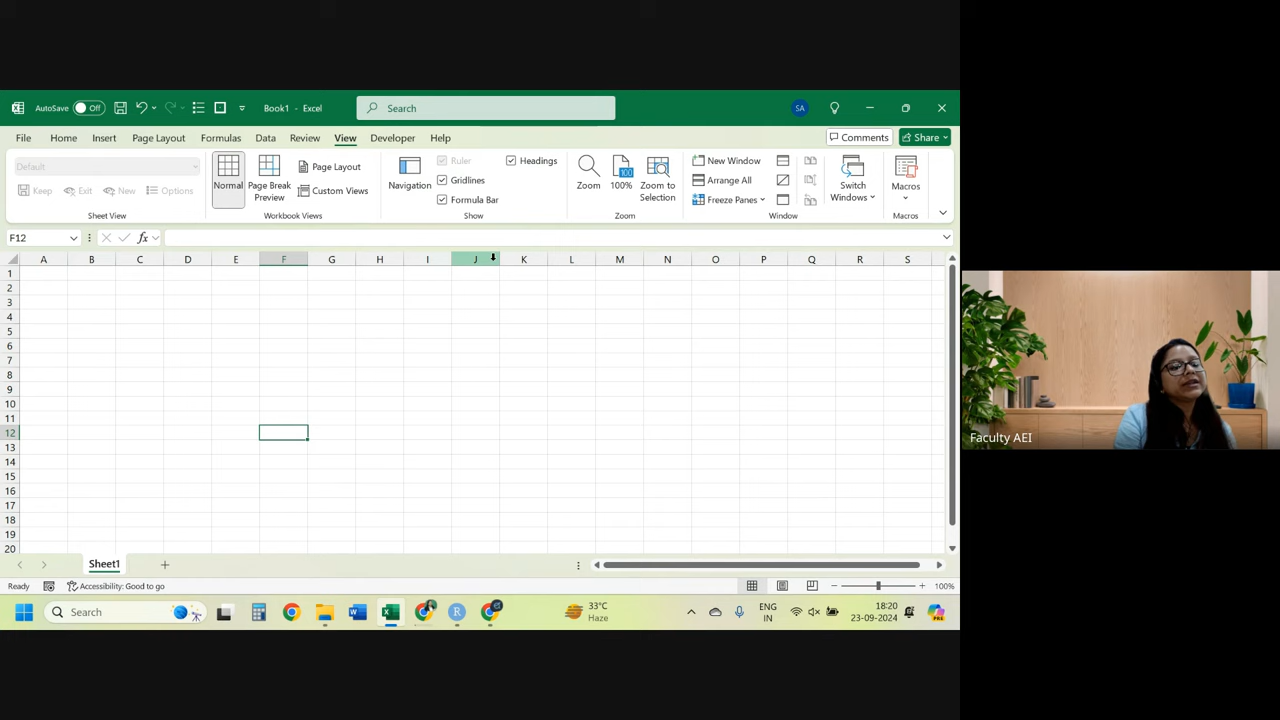 AutoSave Off Book1 - Excel Search SA
File Home Insert Page Layout Formulas Data Review View Developer Help Comments Share
Default
Keep Exit New Options
Sheet View
Normal
Page Break Preview
Page Layout
Custom Views
Workbook Views
Navigation
Ruler
Gridlines
Formula Bar
Headings
Show
Zoom
100
100%
Zoom to Selection
Zoom
New Window
Arrange All
Freeze Panes
Switch Windows
Window
Macros
Macros
F12 fx
A B C D E F G H I J K L M N O P Q R S
1
2
3
4
5
6
7
8
9
10
11
12
13
14
15
16
17
18
19
20
Sheet1
Ready Accessibility: Good to go 100%
Search 33°C Haze ENG IN 18:20 23-09-2024 PRE
Faculty AEI